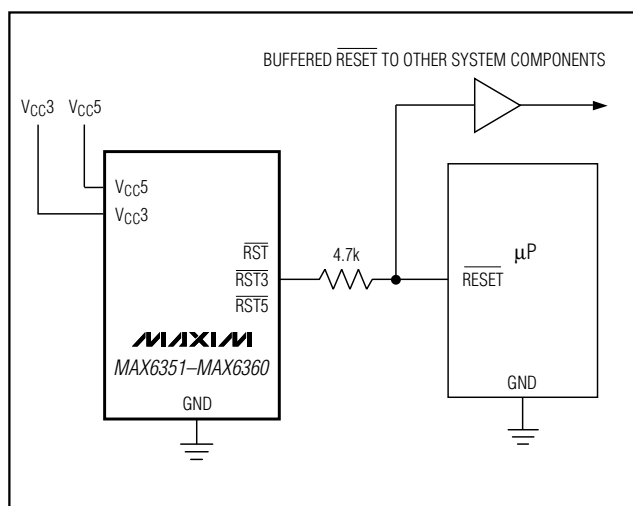 BUFFERED RESET TO OTHER SYSTEM COMPONENTS
VCC3 VCC5
VCC5
VCC3
RST
RST3
RST5
MAXIM
MAX6351–MAX6360
GND
4.7k
μP
RESET
GND